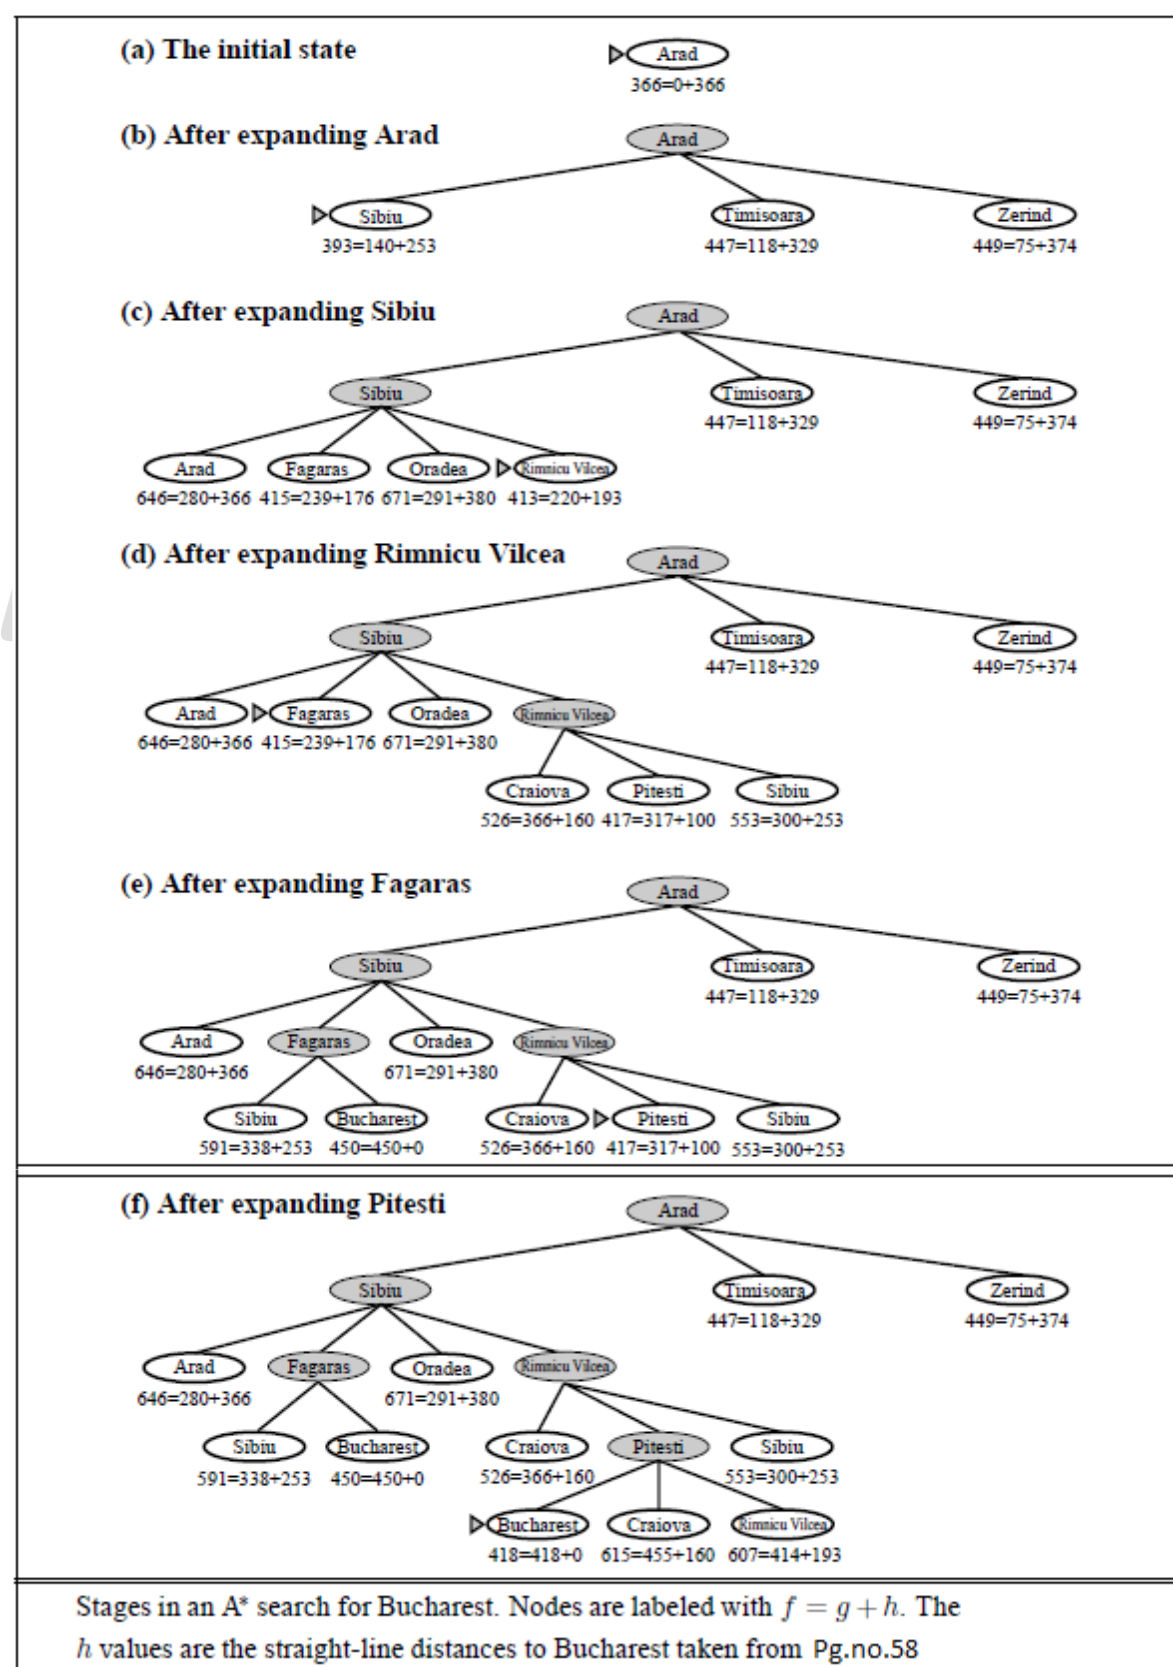 (a) The initial state
Arad
366=0+366
(b) After expanding Arad
Arad
Sibiu Timisoara Zerind
393=140+253 447=118+329 449=75+374
(c) After expanding Sibiu
Arad
Sibiu Timisoara Zerind
447=118+329 449=75+374
Arad Fagaras Oradea Rimnicu Vilcea
646=280+366 415=239+176 671=291+380 413=220+193
(d) After expanding Rimnicu Vilcea
Arad
Sibiu Timisoara Zerind
447=118+329 449=75+374
Arad Fagaras Oradea Rimnicu Vilcea
646=280+366 415=239+176 671=291+380
Craiova Pitesti Sibiu
526=366+160 417=317+100 553=300+253
(e) After expanding Fagaras
Arad
Sibiu Timisoara Zerind
447=118+329 449=75+374
Arad Fagaras Oradea Rimnicu Vilcea
646=280+366 671=291+380
Sibiu Bucharest Craiova Pitesti Sibiu
591=338+253 450=450+0 526=366+160 417=317+100 553=300+253
(f) After expanding Pitesti
Arad
Sibiu Timisoara Zerind
447=118+329 449=75+374
Arad Fagaras Oradea Rimnicu Vilcea
646=280+366 671=291+380
Sibiu Bucharest Craiova Pitesti Sibiu
591=338+253 450=450+0 526=366+160 553=300+253
Bucharest Craiova Rimnicu Vilcea
418=418+0 615=455+160 607=414+193
Stages in an A* search for Bucharest. Nodes are labeled with f = g + h. The
h values are the straight-line distances to Bucharest taken from Pg.no.58